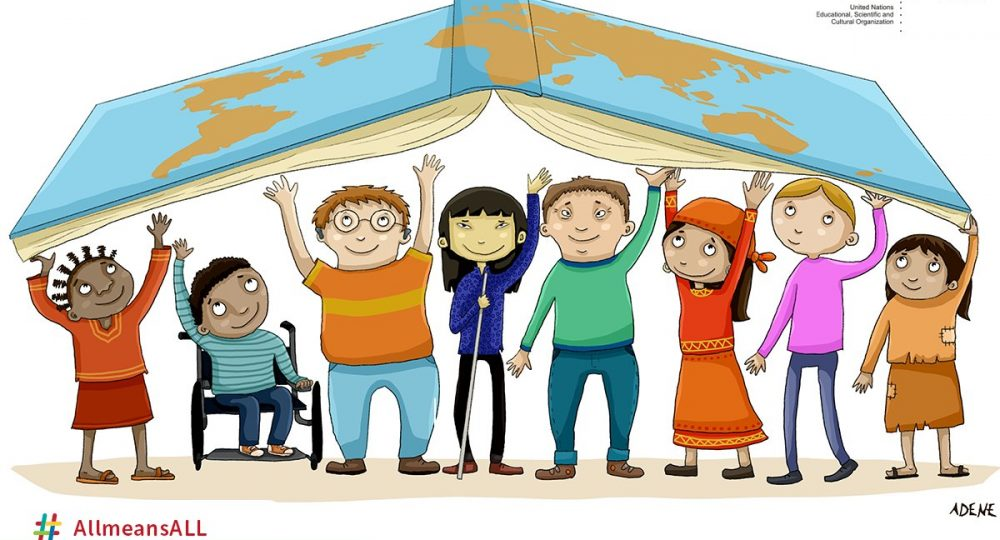 United Nations
Educational, Scientific and
Cultural Organization
ADENE
# AllmeansALL